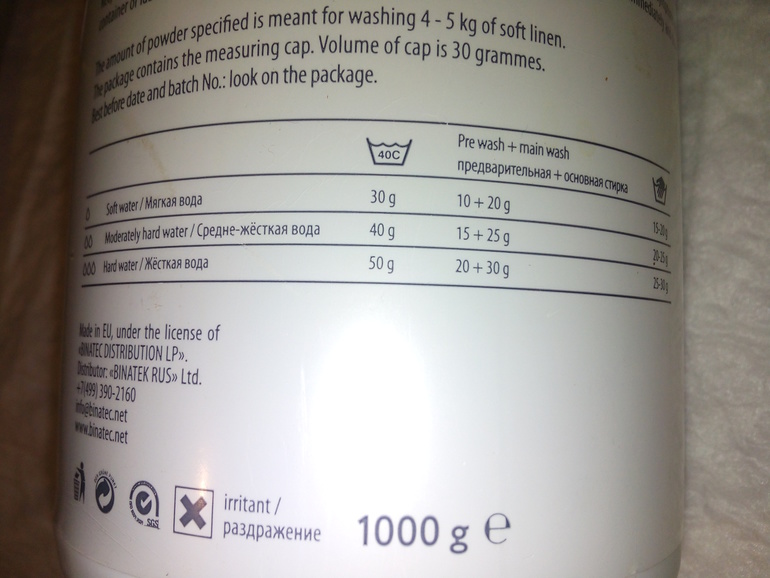 container of
The amount of powder specified is meant for washing 4 - 5 kg of soft linen.
The package contains the measuring cap. Volume of cap is 30 grammes.
Best before date and batch No.: look on the package.
40C
Pre wash + main wash
предварительная + основная стирка
Soft water / Мягкая вода 30 g 10 + 20 g 15-20 g
Moderately hard water / Средне-жёсткая вода 40 g 15 + 25 g 20-25 g
Hard water / Жёсткая вода 50 g 20 + 30 g 25-30 g
Made in EU, under the license of
«BINATEC DISTRIBUTION LP».
Distributor: «BINATEK RUS» Ltd.
+7(499) 390-2160
info@binatec.net
www.binatec.net
SGS
irritant /
раздражение
1000 g e